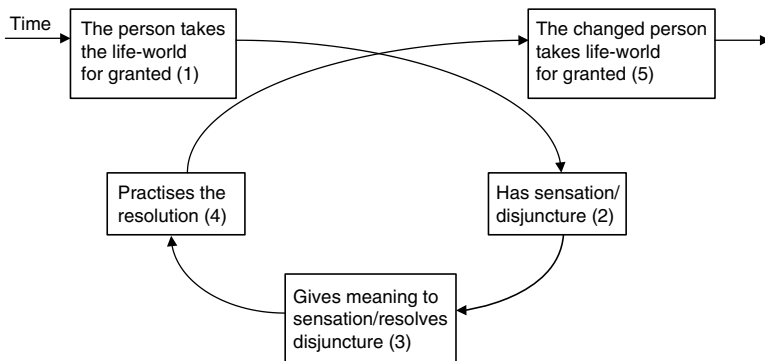 Time
The person takes
the life-world
for granted (1)
The changed person
takes life-world
for granted (5)
Practises the
resolution (4)
Has sensation/
disjuncture (2)
Gives meaning to
sensation/resolves
disjuncture (3)